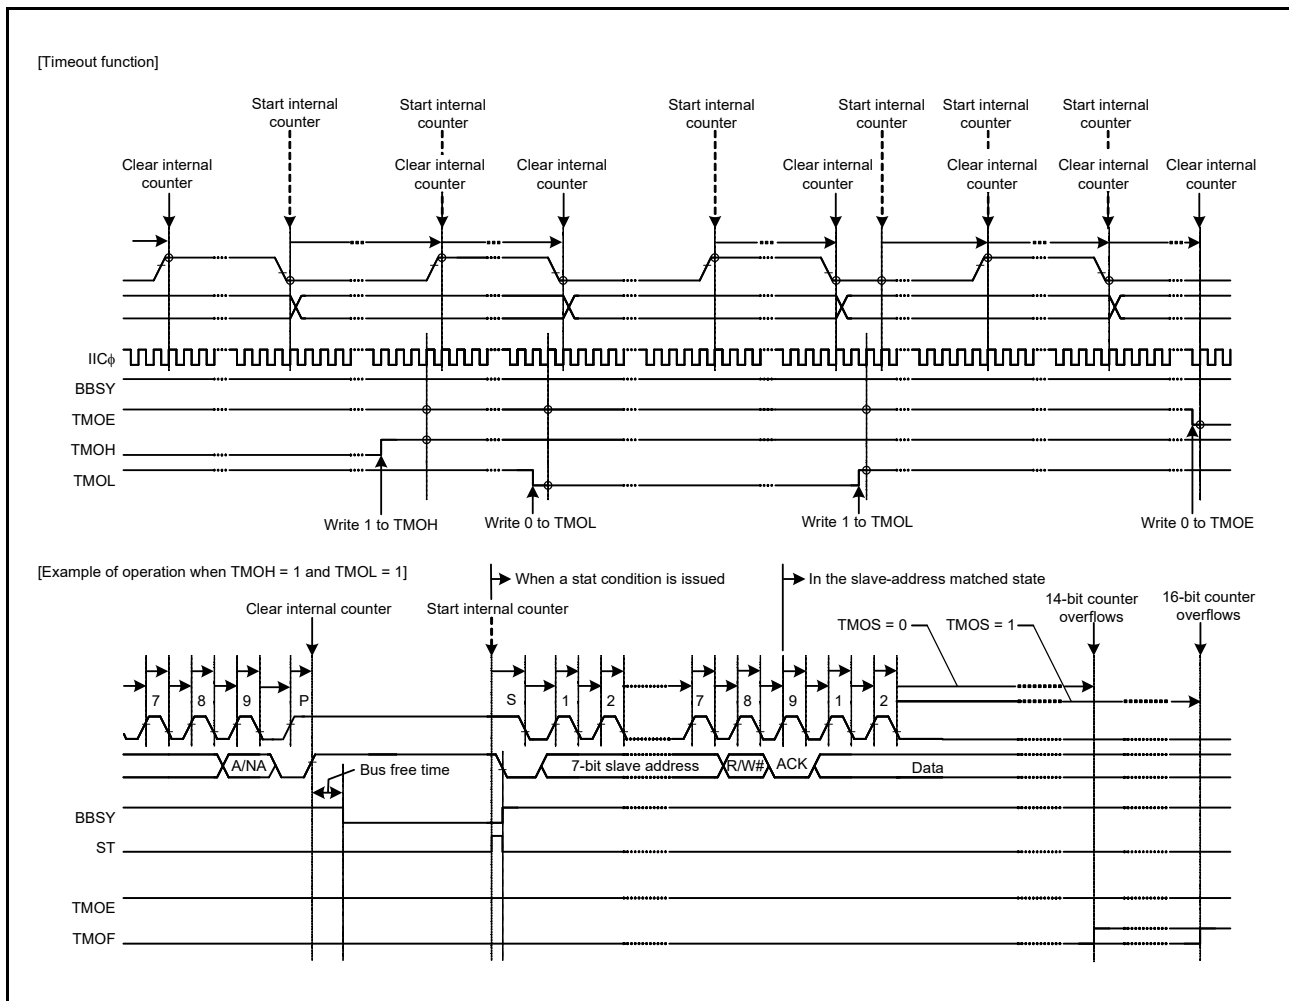 [Timeout function]
Start internal
counter
Start internal
counter
Start internal
counter
Start internal
counter
Start internal
counter
Start internal
counter
Clear internal
counter
Clear internal
counter
Clear internal
counter
Clear internal
counter
Clear internal
counter
Clear internal
counter
Clear internal
counter
IICφ
BBSY
TMOE
TMOH
TMOL
Write 1 to TMOH
Write 0 to TMOL
Write 1 to TMOL
Write 0 to TMOE
[Example of operation when TMOH = 1 and TMOL = 1]
When a stat condition is issued
In the slave-address matched state
Clear internal counter
Start internal counter
14-bit counter
overflows
16-bit counter
overflows
TMOS = 0
TMOS = 1
7 8 9 P S 1 2 7 8 9 1 2
A/NA
Bus free time
7-bit slave address
R/W#
ACK
Data
BBSY
ST
TMOE
TMOF